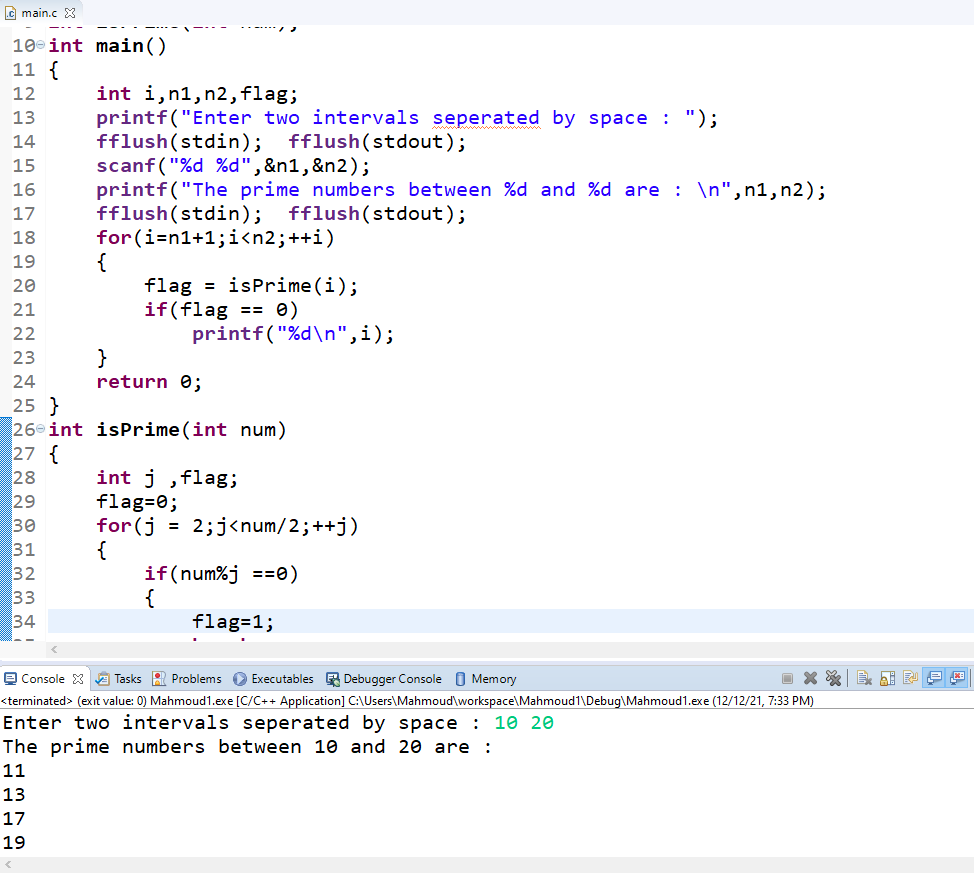 main.c
10 int main()
11 {
12 int i,n1,n2,flag;
13 printf("Enter two intervals seperated by space : ");
14 fflush(stdin); fflush(stdout);
15 scanf("%d %d",&n1,&n2);
16 printf("The prime numbers between %d and %d are : \n",n1,n2);
17 fflush(stdin); fflush(stdout);
18 for(i=n1+1;i<n2;++i)
19 {
20 flag = isPrime(i);
21 if(flag == 0)
22 printf("%d\n",i);
23 }
24 return 0;
25 }
26 int isPrime(int num)
27 {
28 int j ,flag;
29 flag=0;
30 for(j = 2;j<num/2;++j)
31 {
32 if(num%j ==0)
33 {
34 flag=1;
Console Tasks Problems Executables Debugger Console Memory
<terminated> (exit value: 0) Mahmoud1.exe [C/C++ Application] C:\Users\Mahmoud\workspace\Mahmoud1\Debug\Mahmoud1.exe (12/12/21, 7:33 PM)
Enter two intervals seperated by space : 10 20
The prime numbers between 10 and 20 are :
11
13
17
19